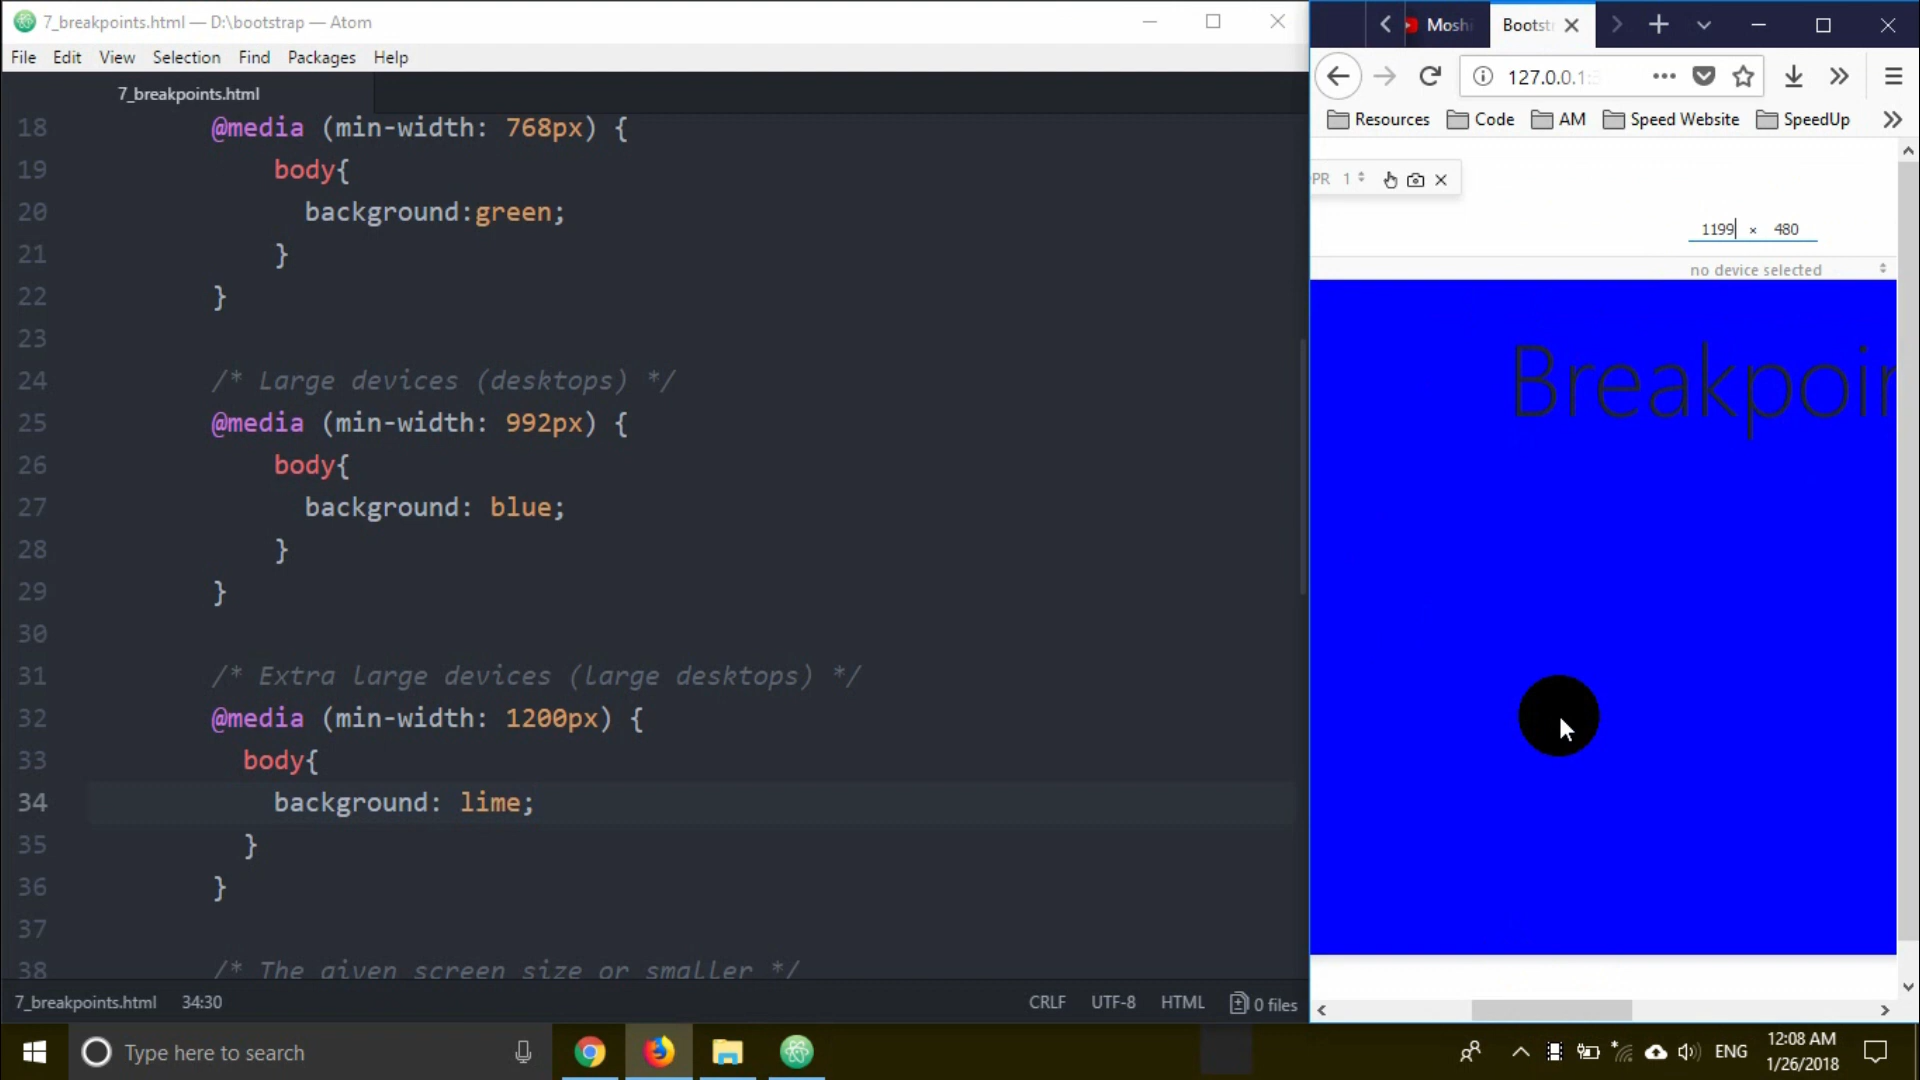 7_breakpoints.html — D:\bootstrap — Atom
File Edit View Selection Find Packages Help
7_breakpoints.html
18 @media (min-width: 768px) {
19 body{
20 background:green;
21 }
22 }
23
24 /* Large devices (desktops) */
25 @media (min-width: 992px) {
26 body{
27 background: blue;
28 }
29 }
30
31 /* Extra large devices (large desktops) */
32 @media (min-width: 1200px) {
33 body{
34 background: lime;
35 }
36 }
37
38 /* The given screen size or smaller */
7_breakpoints.html 34:30 CRLF UTF-8 HTML 0 files
Moshi Bootst
127.0.0.1:
Resources Code AM Speed Website SpeedUp
PR 1
1199 × 480
no device selected
Breakpoin
Type here to search
ENG
12:08 AM
1/26/2018